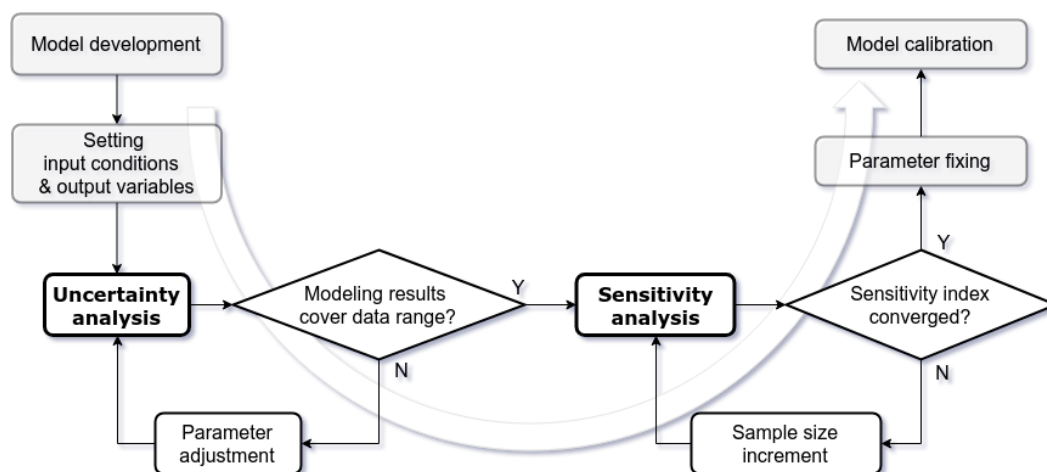 Model development
Setting
input conditions
& output variables
Uncertainty
analysis
Modeling results
cover data range?
Y
N
Parameter
adjustment
Sensitivity
analysis
Sensitivity index
converged?
Y
N
Sample size
increment
Parameter fixing
Model calibration